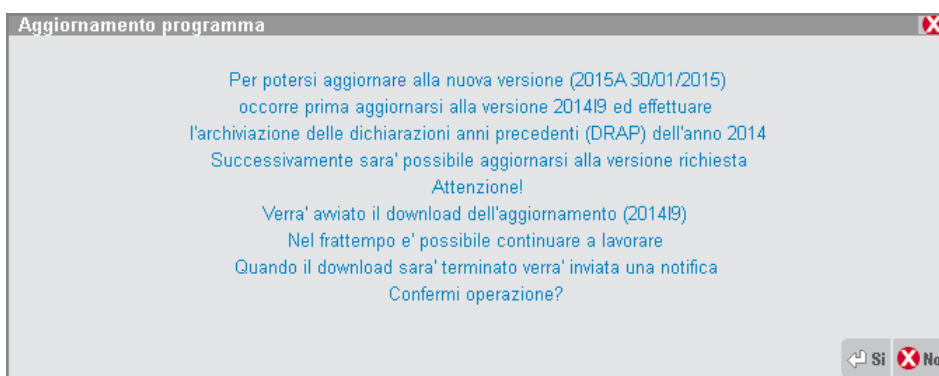 Aggiornamento programma
Per potersi aggiornare alla nuova versione (2015A 30/01/2015)
occorre prima aggiornarsi alla versione 2014I9 ed effettuare
l'archiviazione delle dichiarazioni anni precedenti (DRAP) dell'anno 2014
Successivamente sara' possibile aggiornarsi alla versione richiesta
Attenzione!
Verra' avviato il download dell'aggiornamento (2014I9)
Nel frattempo e' possibile continuare a lavorare
Quando il download sara' terminato verra' inviata una notifica
Confermi operazione?
Si No